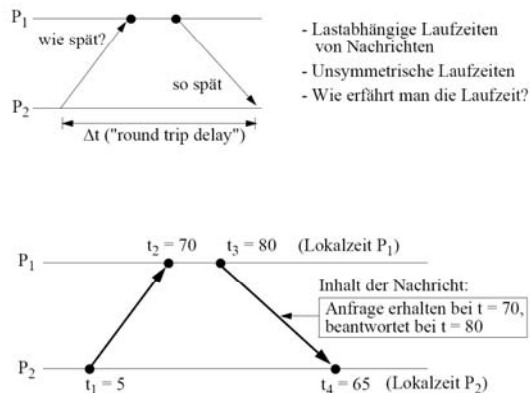 P1
wie spät?
so spät
P2
Δt ("round trip delay")
- Lastabhängige Laufzeiten
von Nachrichten
- Unsymmetrische Laufzeiten
- Wie erfährt man die Laufzeit?
t2 = 70 t3 = 80 (Lokalzeit P1)
P1
Inhalt der Nachricht:
Anfrage erhalten bei t = 70,
beantwortet bei t = 80
P2
t1 = 5 t4 = 65 (Lokalzeit P2)